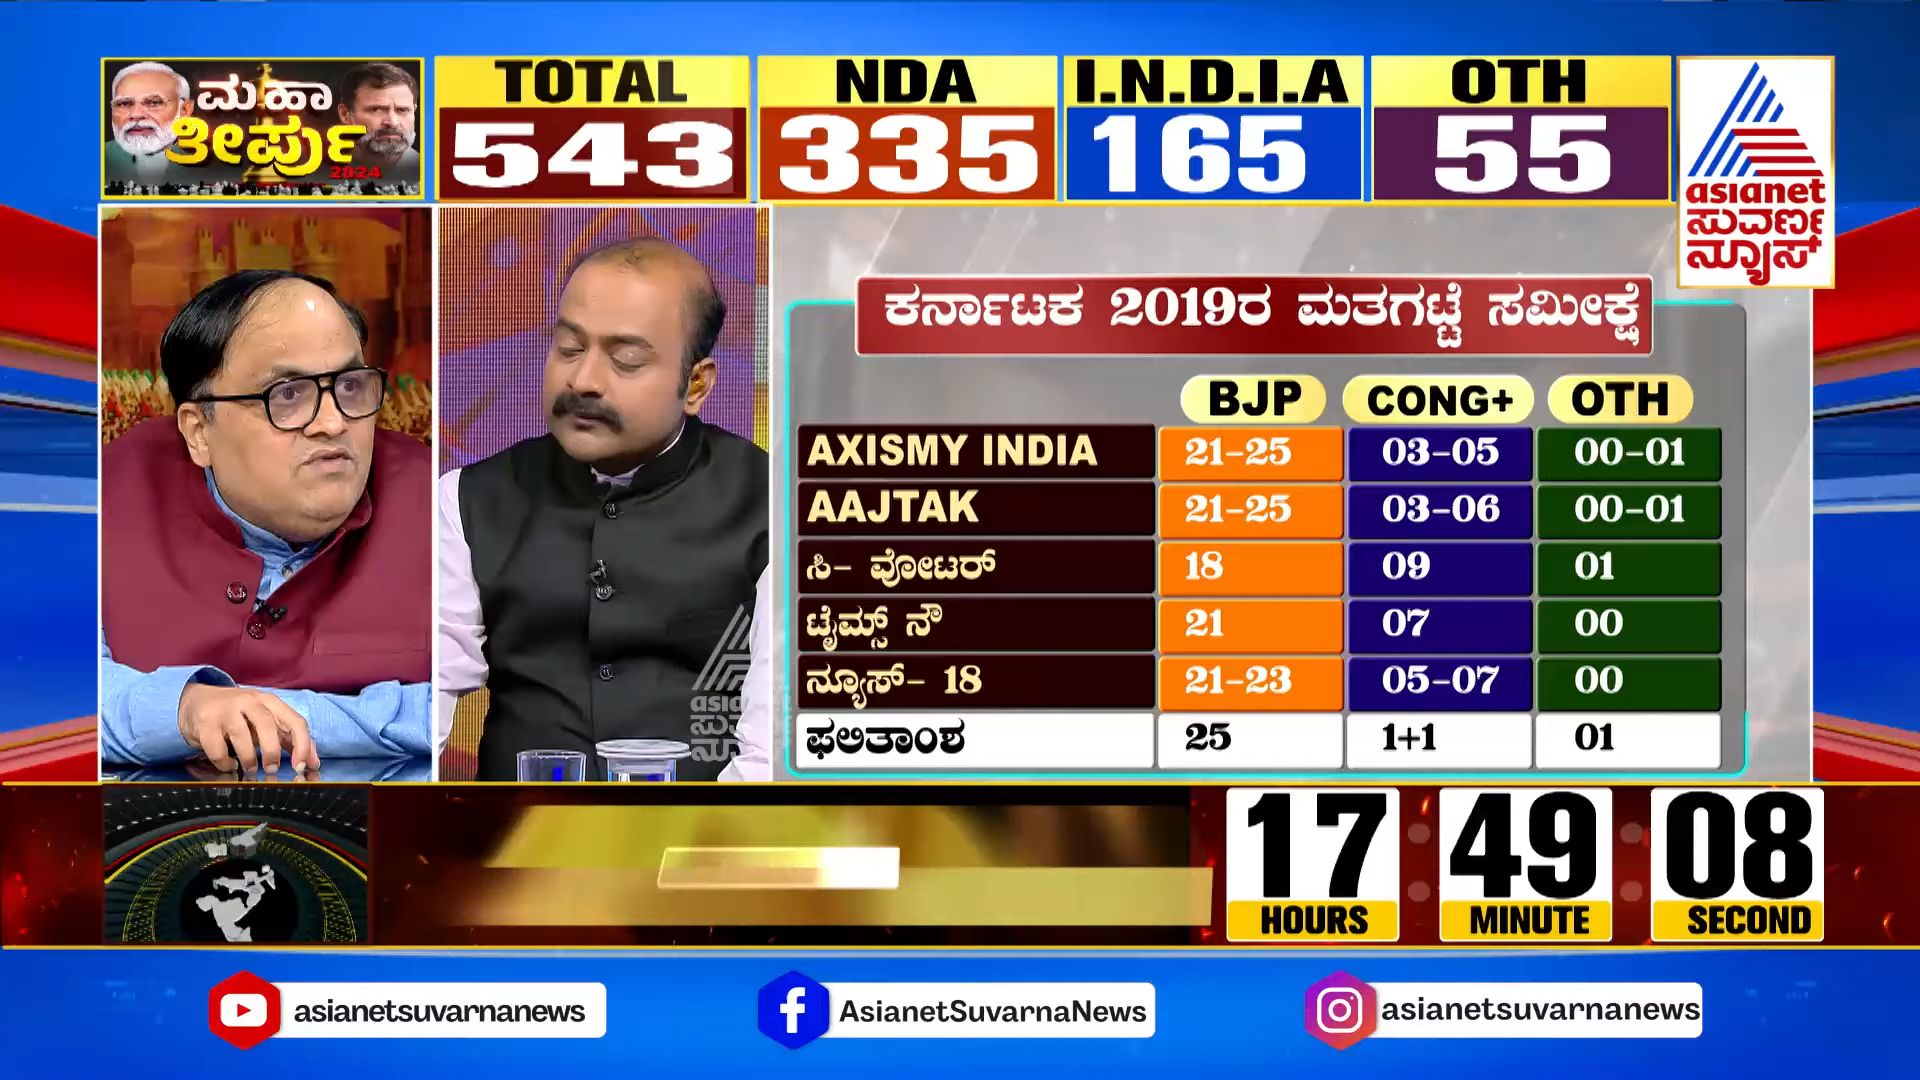 ಮಹಾ
ತೀರ್ಪು
2024
TOTAL
543
NDA
335
I.N.D.I.A
165
OTH
55
asianet
ಸುವರ್ಣ
ನ್ಯೂಸ್
ಕರ್ನಾಟಕ 2019ರ ಮತಗಟ್ಟೆ ಸಮೀಕ್ಷೆ
BJP CONG+ OTH
AXISMY INDIA 21-25 03-05 00-01
AAJTAK 21-25 03-06 00-01
ಸಿ- ವೋಟರ್ 18 09 01
ಟೈಮ್ಸ್ ನೌ 21 07 00
ನ್ಯೂಸ್- 18 21-23 05-07 00
ಫಲಿತಾಂಶ 25 1+1 01
asianet
ಸುವರ್ಣ
ನ್ಯೂಸ್
17 49 08
HOURS MINUTE SECOND
asianetsuvarnanews
AsianetSuvarnaNews
asianetsuvarnanews